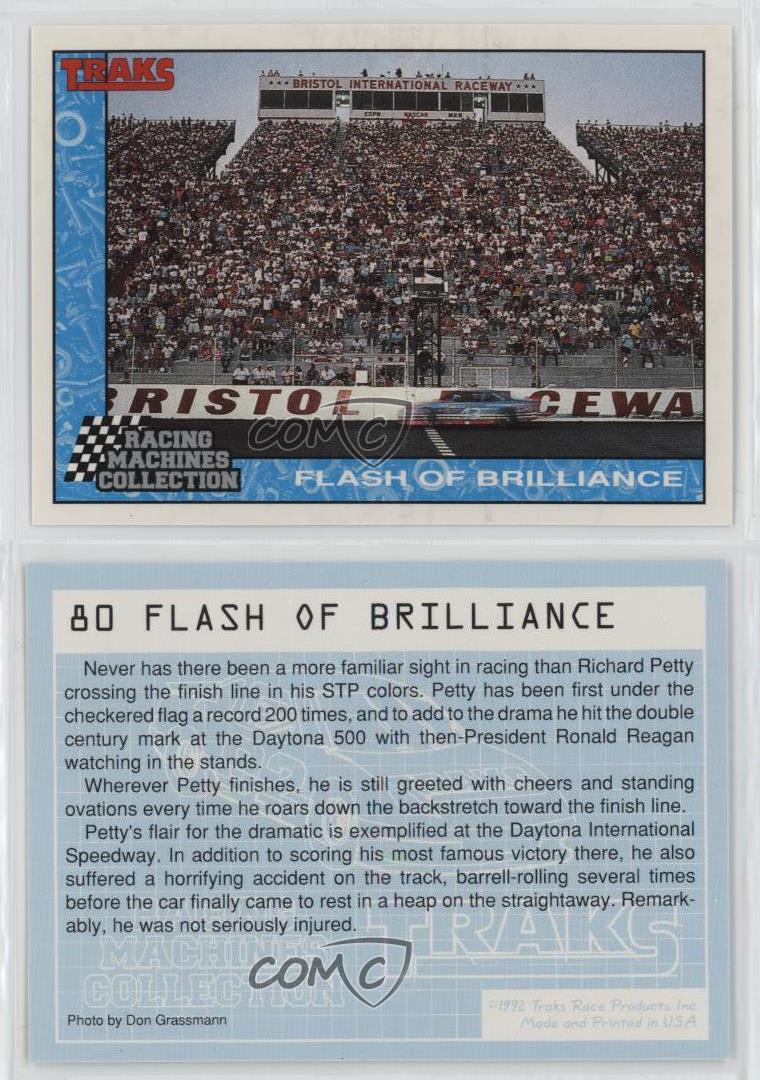 TRAKS
BRISTOL INTERNATIONAL RACEWAY
ESPN NASCAR MRN
RISTOL CEWA
RACING
MACHINES
COLLECTION
FLASH OF BRILLIANCE
COMC
80 FLASH OF BRILLIANCE
Never has there been a more familiar sight in racing than Richard Petty
crossing the finish line in his STP colors. Petty has been first under the
checkered flag a record 200 times, and to add to the drama he hit the double
century mark at the Daytona 500 with then-President Ronald Reagan
watching in the stands.
Wherever Petty finishes, he is still greeted with cheers and standing
ovations every time he roars down the backstretch toward the finish line.
Petty's flair for the dramatic is exemplified at the Daytona International
Speedway. In addition to scoring his most famous victory there, he also
suffered a horrifying accident on the track, barrel-rolling several times
before the car finally came to rest in a heap on the straightaway. Remark-
ably, he was not seriously injured.
RACING
MACHINES
COLLECTION
TRAKS
COMC
Photo by Don Grassmann
©1992 Traks Race Products Inc
Made and Printed in U.S.A